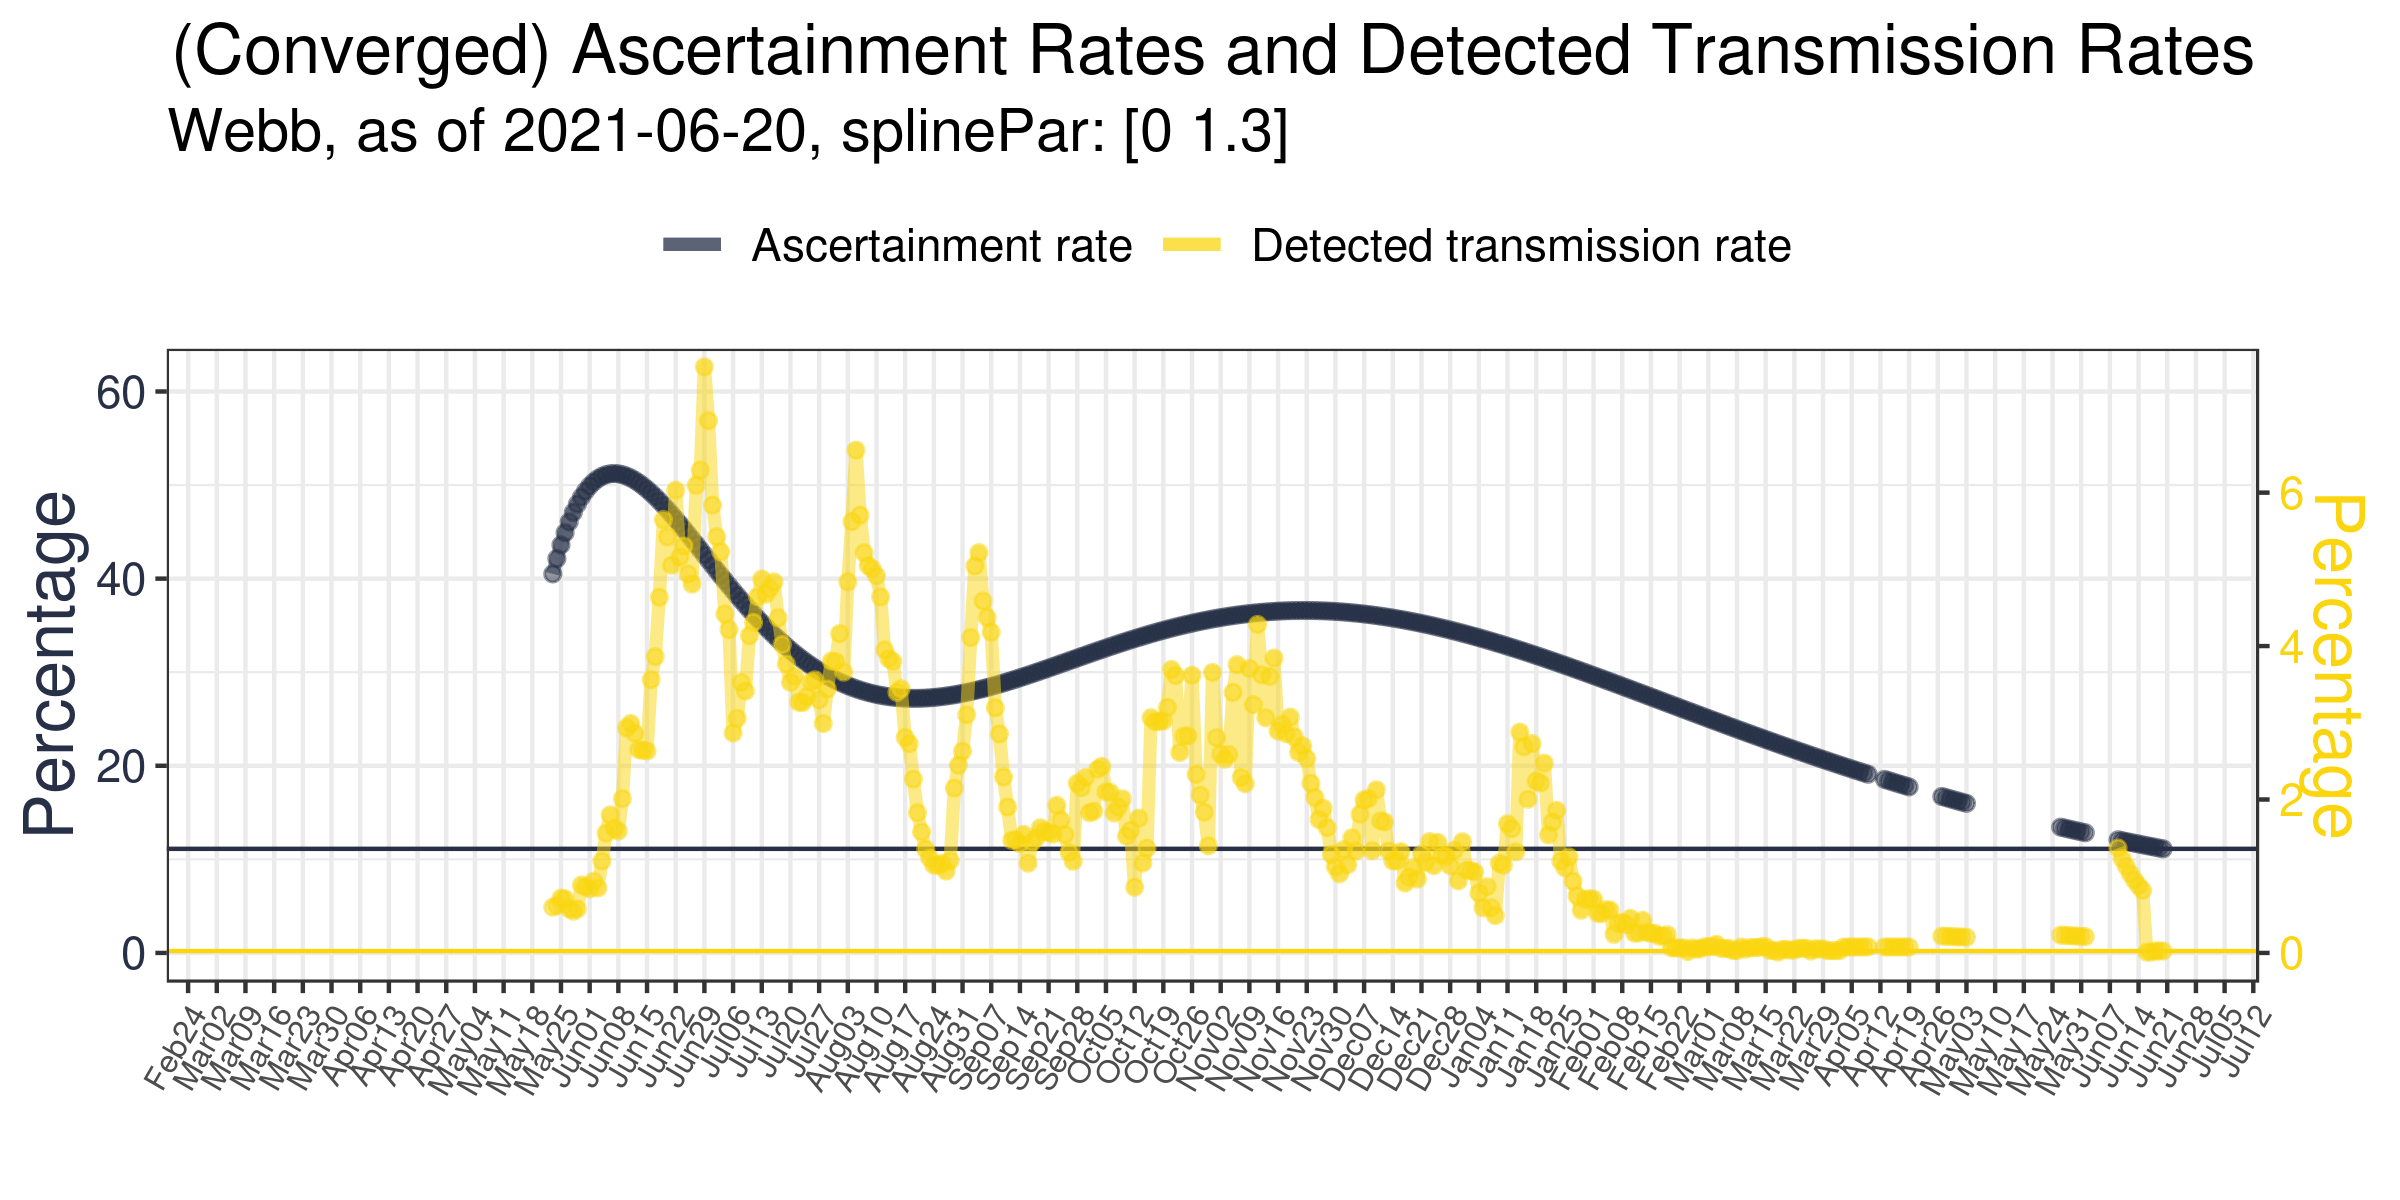 (Converged) Ascertainment Rates and Detected Transmission Rates
Webb, as of 2021-06-20, splinePar: [0 1.3]
Ascertainment rate
Detected transmission rate
Percentage
60
40
20
0
Percentage
6
4
2
0
Feb24
Mar02
Mar09
Mar16
Mar23
Mar30
Apr06
Apr13
Apr20
Apr27
May04
May11
May18
May25
Jun01
Jun08
Jun15
Jun22
Jun29
Jul06
Jul13
Jul20
Jul27
Aug03
Aug10
Aug17
Aug24
Aug31
Sep07
Sep14
Sep21
Sep28
Oct05
Oct12
Oct19
Oct26
Nov02
Nov09
Nov16
Nov23
Nov30
Dec07
Dec14
Dec21
Dec28
Jan04
Jan11
Jan18
Jan25
Feb01
Feb08
Feb15
Feb22
Mar01
Mar08
Mar15
Mar22
Mar29
Apr05
Apr12
Apr19
Apr26
May03
May10
May17
May24
May31
Jun07
Jun14
Jun21
Jun28
Jul05
Jul12